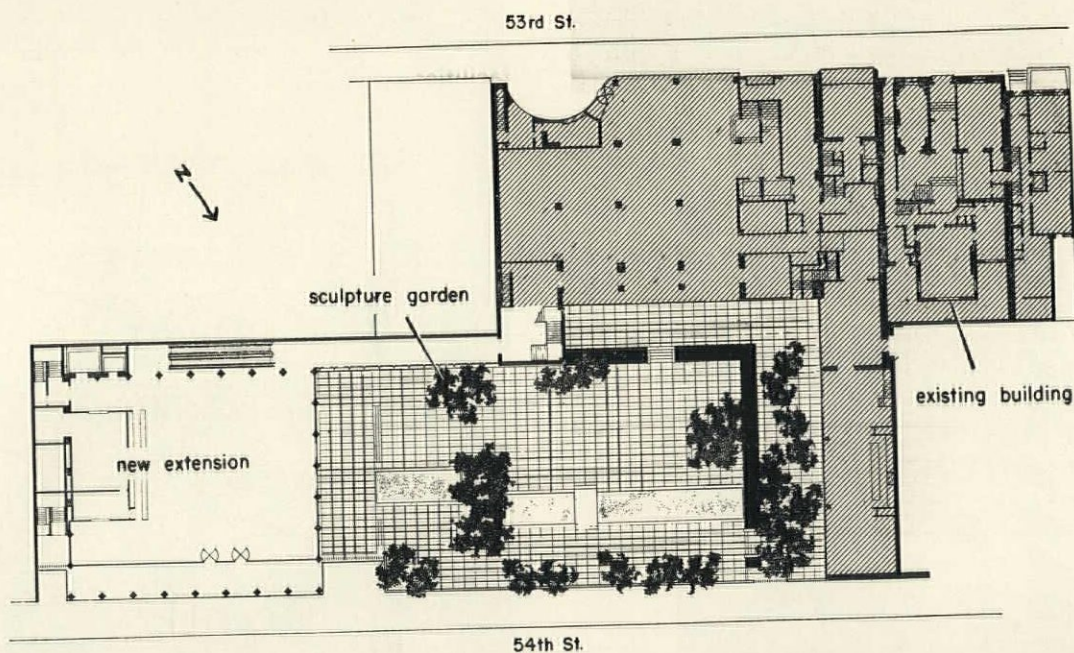 53rd St.
N
sculpture garden
existing building
new extension
54th St.